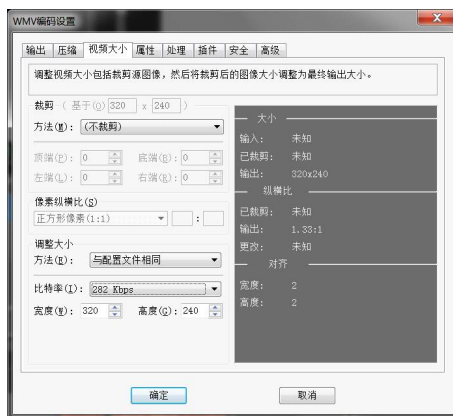 WMV编码设置
输出 压缩 视频大小 属性 处理 插件 安全 高级
调整视频大小包括裁剪源图像，然后将裁剪后的图像大小调整为最终输出大小。
裁剪 ( 基于(O) 320 x 240 )
方法(M): (不裁剪)
顶端(P): 0 底端(B): 0
左端(L): 0 右端(R): 0
像素纵横比(S)
正方形像素(1:1) :
调整大小
方法(E): 与配置文件相同
比特率(I): 282 Kbps
宽度(W): 320 高度(G): 240
大小
输入: 未知
已裁剪: 未知
输出: 320x240
纵横比
已裁剪: 未知
输出: 1.33:1
更改: 未知
对齐
宽度: 2
高度: 2
确定 取消